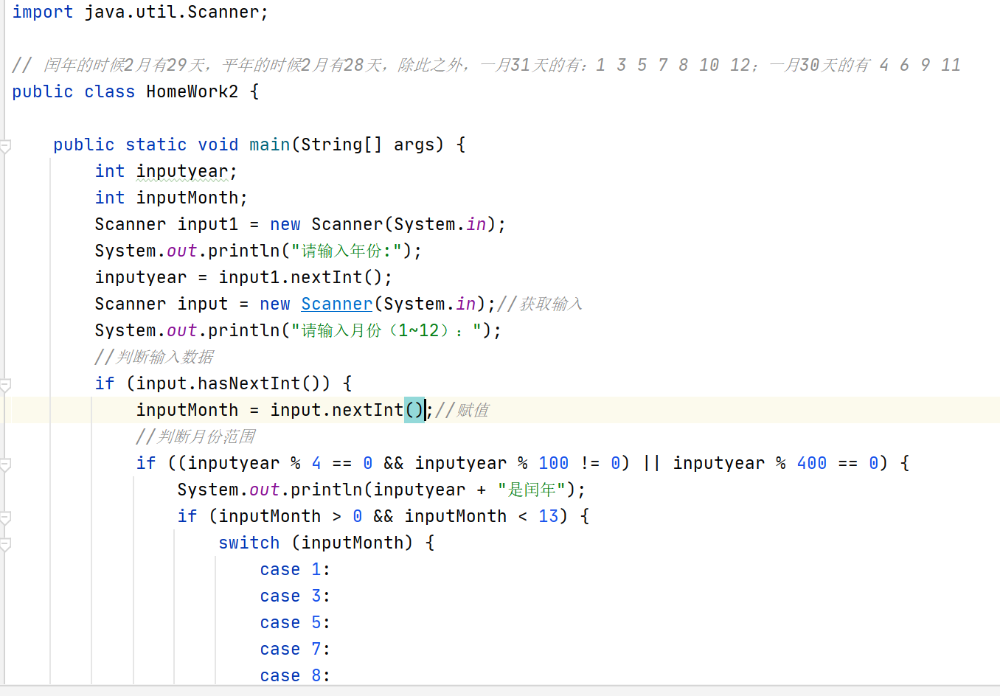 import java.util.Scanner;
// 闰年的时候2月有29天，平年的时候2月有28天，除此之外，一月31天的有：1 3 5 7 8 10 12；一月30天的有 4 6 9 11
public class HomeWork2 {
public static void main(String[] args) {
int inputyear;
int inputMonth;
Scanner input1 = new Scanner(System.in);
System.out.println("请输入年份:");
inputyear = input1.nextInt();
Scanner input = new Scanner(System.in);//获取输入
System.out.println("请输入月份（1~12）：");
//判断输入数据
if (input.hasNextInt()) {
inputMonth = input.nextInt();//赋值
//判断月份范围
if ((inputyear % 4 == 0 && inputyear % 100 != 0) || inputyear % 400 == 0) {
System.out.println(inputyear + "是闰年");
if (inputMonth > 0 && inputMonth < 13) {
switch (inputMonth) {
case 1:
case 3:
case 5:
case 7:
case 8: